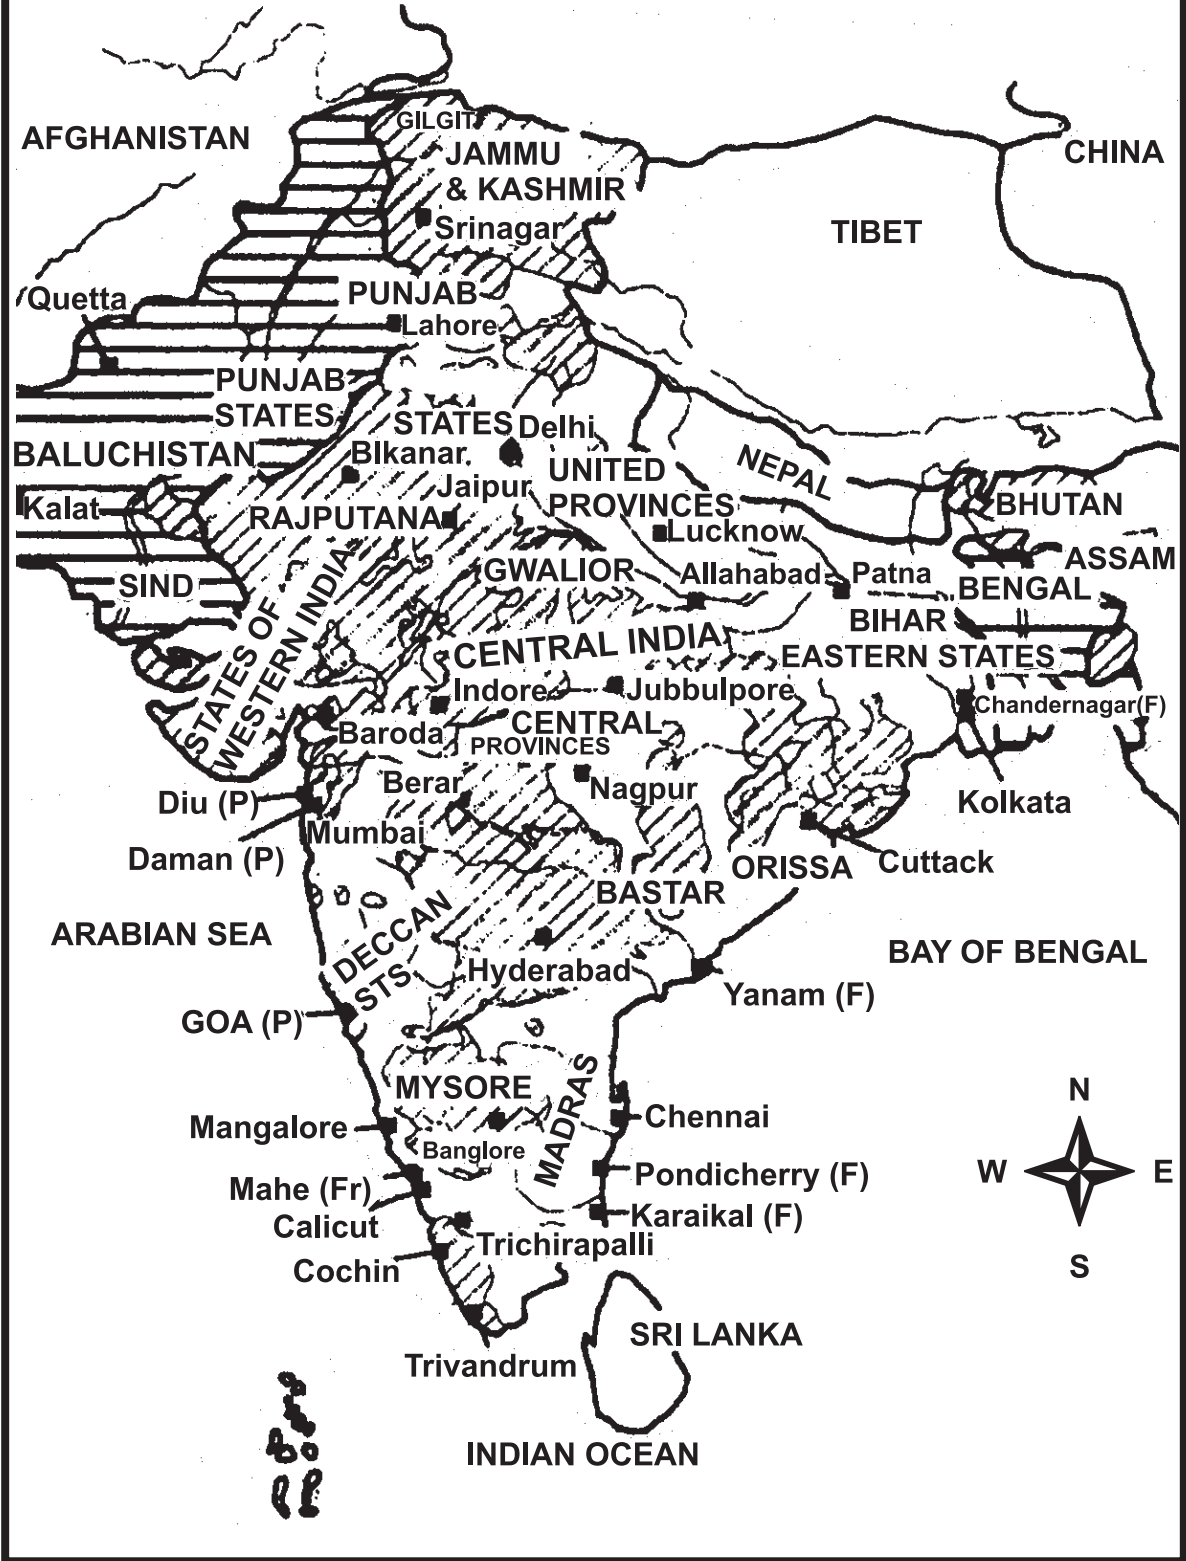 GILGIT
AFGHANISTAN
JAMMU
& KASHMIR
CHINA
Srinagar
TIBET
Quetta
PUNJAB
Lahore
PUNJAB
STATES
STATES
Delhi
BALUCHISTAN
BIkanar
UNITED
PROVINCES
NEPAL
Kalat
Jaipur
BHUTAN
RAJPUTANA
Lucknow
ASSAM
SIND
GWALIOR
Allahabad
Patna
BENGAL
STATES OF
WESTERN INDIA
BIHAR
CENTRAL INDIA
EASTERN STATES
Indore
Jubbulpore
Chandernagar(F)
Baroda
CENTRAL
PROVINCES
Berar
Nagpur
Diu (P)
Kolkata
Mumbai
Daman (P)
ORISSA
Cuttack
BASTAR
ARABIAN SEA
DECCAN
STS
BAY OF BENGAL
Hyderabad
Yanam (F)
GOA (P)
MYSORE
MADRAS
N
Mangalore
Chennai
Banglore
W
E
Mahe (Fr)
Pondicherry (F)
Calicut
Karaikal (F)
Trichirapalli
Cochin
S
SRI LANKA
Trivandrum
INDIAN OCEAN